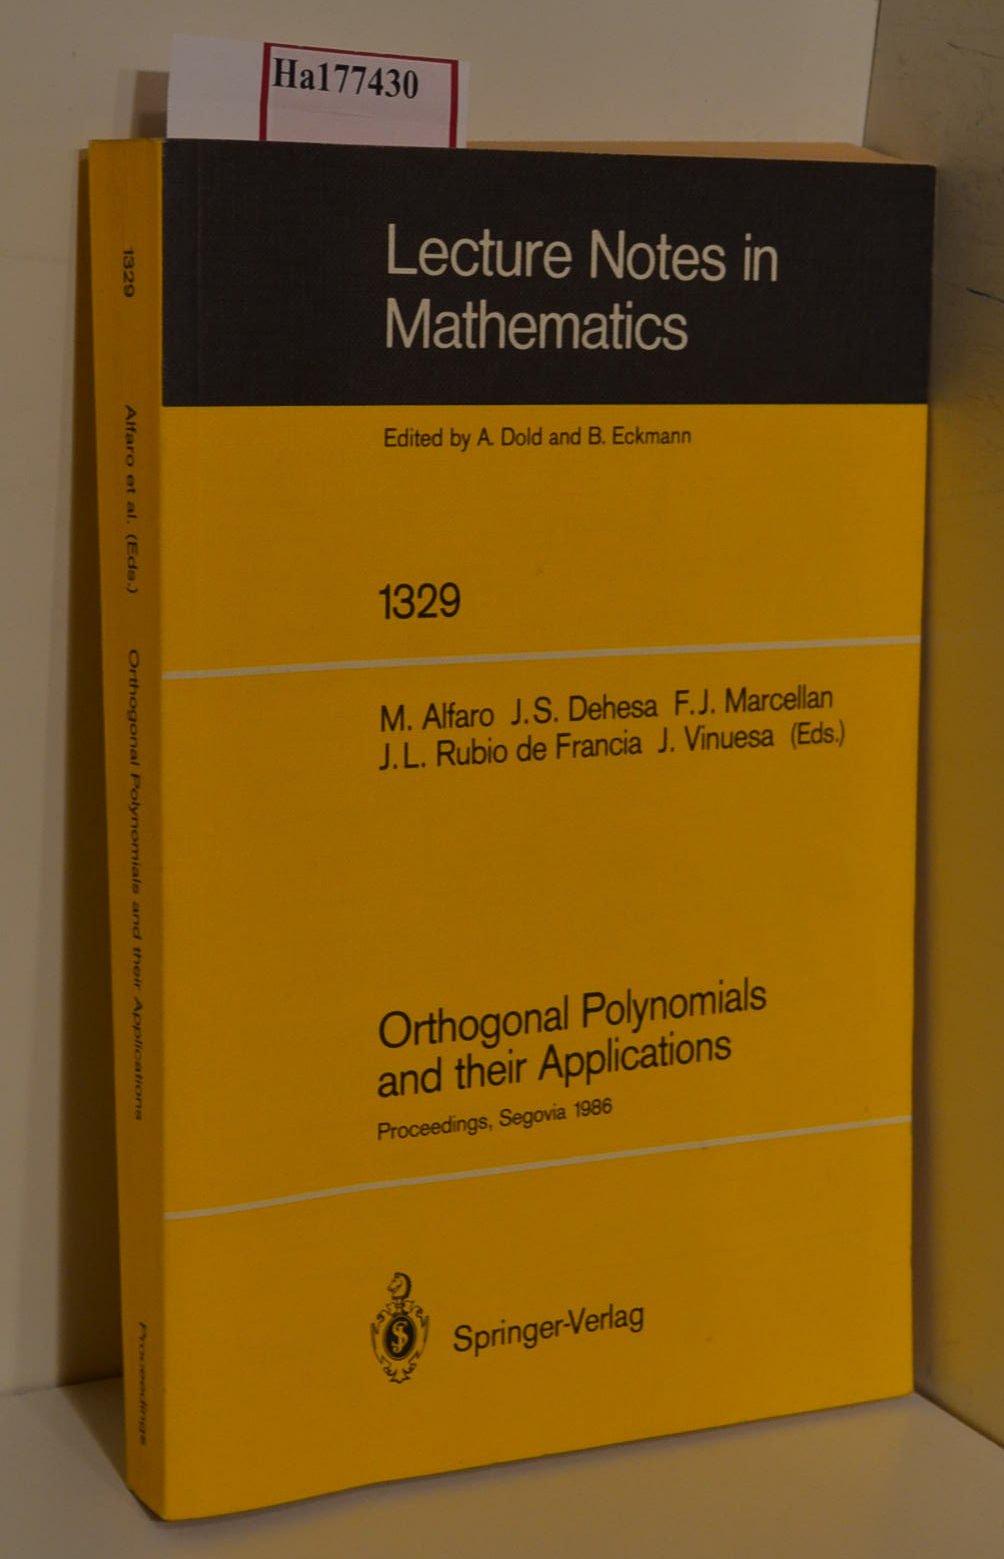 Ha177430
Lecture Notes in
Mathematics
Edited by A. Dold and B. Eckmann
1329
M. Alfaro J. S. Dehesa F. J. Marcellan
J. L. Rubio de Francia J. Vinuesa (Eds.)
Orthogonal Polynomials
and their Applications
Proceedings, Segovia 1986
Springer-Verlag
1329 Alfaro et al. (Eds.) Orthogonal Polynomials and their Applications Proceedings